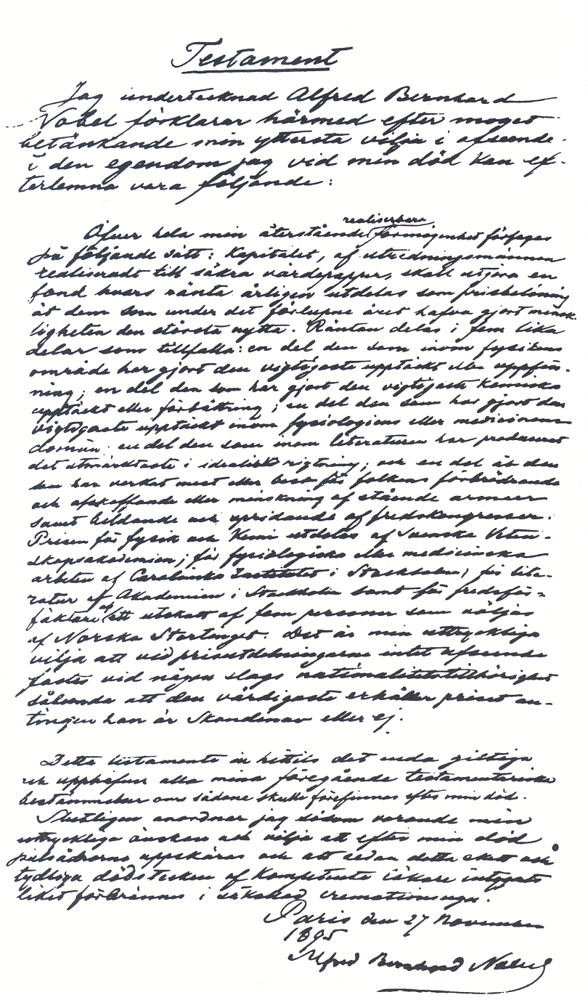 Testament
Jag undertecknad Alfred Bernhard
Nobel förklarar härmed efter moget
betänkande min yttersta vilja i afseende
å den egendom jag vid min död kan ef-
terlemna vara följande:
realiserbara
Öfver hela min återstående förmögenhet förfoges
på följande sätt: Kapitalet, af utredningsmännen
realiseradt till säkra värdepapper, skall utgöra en
fond hvars ränta årligen utdelas som prisbelöning
åt dem som under det förlupne året hafva gjort mensk-
ligheten den största nytta. Räntan delas i fem lika
delar som tillfalla: en del den som inom fysikens
område har gjort den vigtigaste upptäckt eller uppfin-
ning; en del den som har gjort den vigtigaste kemiska
upptäckt eller förbättring; en del den som har gjort den
vigtigaste upptäckt inom fysiologiens eller medicinens
domän; en del den som inom literaturen har producerat
det utmärktaste i idealisk rigtning; och en del åt den
som har verkat mest eller best för folkens förbrödrande
och afskaffande eller minskning af stående armeer
samt bildande och spridande af fredskongresser.
Prisen för fysik och kemi utdelas af Svenska Veten-
skapsakademien; för fysiologiska eller medicinska
arbeten af Carolinska Institutet i Stockholm; för lite-
ratur af Akademien i Stockholm samt för fredsför-
fäktare af ett utskott af fem personer som väljas
af Norska Stortinget. Det är min uttryckliga
vilja att vid prisutdelningarne intet afseende
fästes vid någon slags nationalitetstillhörighet
sålunda att den värdigaste erhåller priset an-
tingen han är Skandinav eller ej.
Detta testamente är hittils det enda giltiga
och upphäfver alla mina föregående testamentariska
bestämmelser om sådane skulle förefinnas efter min död.
Slutligen anordnar jag såsom varande min
uttryckliga önskan och vilja att efter min död
pulsådrorna uppskäras och att sedan detta skett och
tydliga dödstecken af kompetenta läkare intygats
liket förbrännes i såkallad cremationsugn.
Paris den 27 November
1895
Alfred Bernhard Nobel